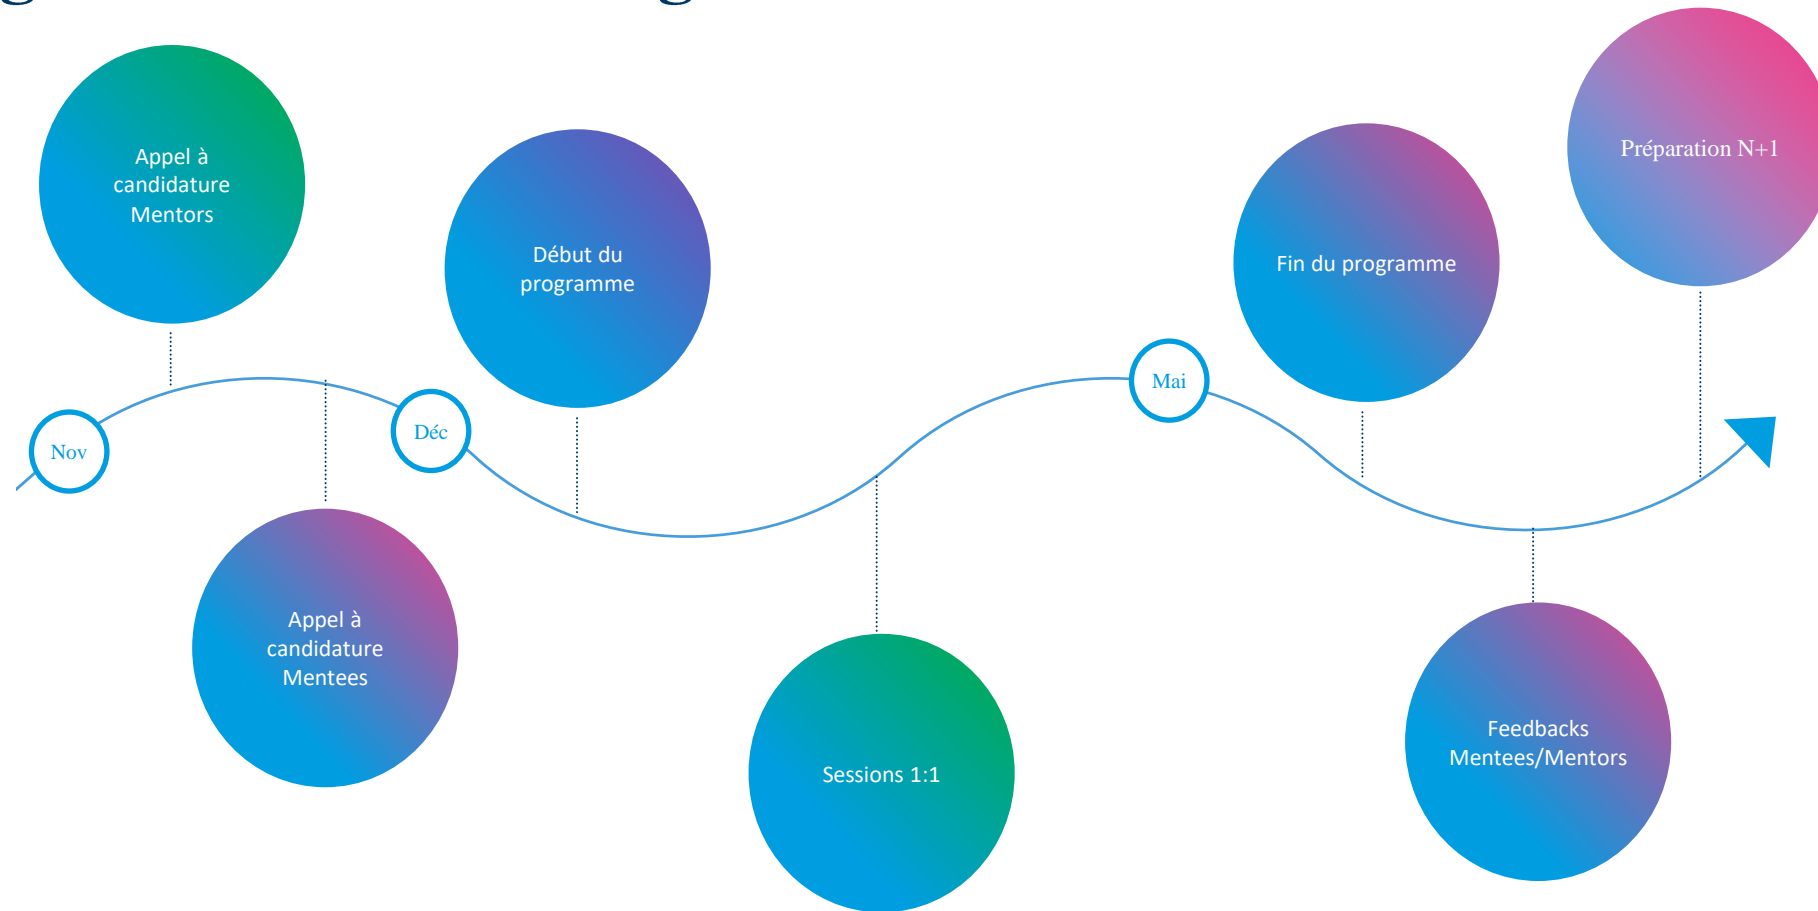 Appel à
candidature
Mentors
Nov
Appel à
candidature
Mentees
Déc
Début du
programme
Sessions 1:1
Mai
Fin du programme
Feedbacks
Mentees/Mentors
Préparation N+1